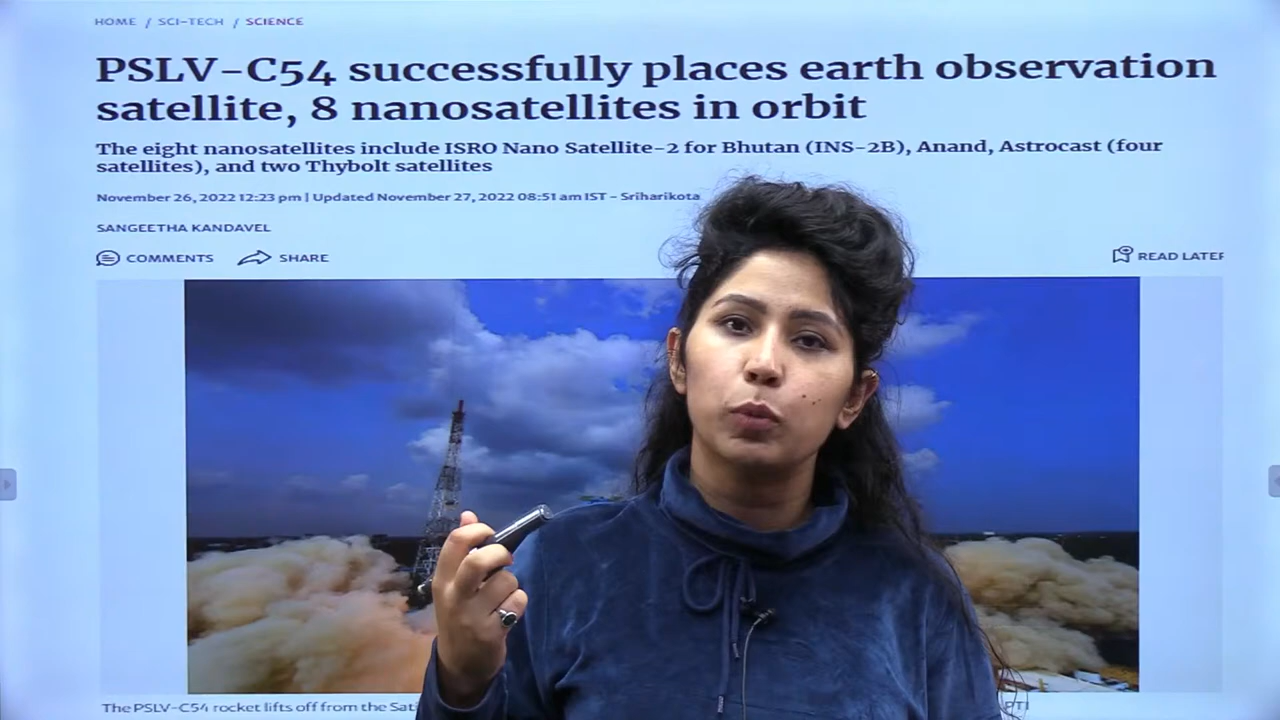 HOME / SCI-TECH / SCIENCE
PSLV-C54 successfully places earth observation
satellite, 8 nanosatellites in orbit
The eight nanosatellites include ISRO Nano Satellite-2 for Bhutan (INS-2B), Anand, Astrocast (four
satellites), and two Thybolt satellites
November 26, 2022 12:23 pm | Updated November 27, 2022 08:51 am IST - Sriharikota
SANGEETHA KANDAVEL
COMMENTS SHARE READ LATER
The PSLV-C54 rocket lifts off from the Sati PTI